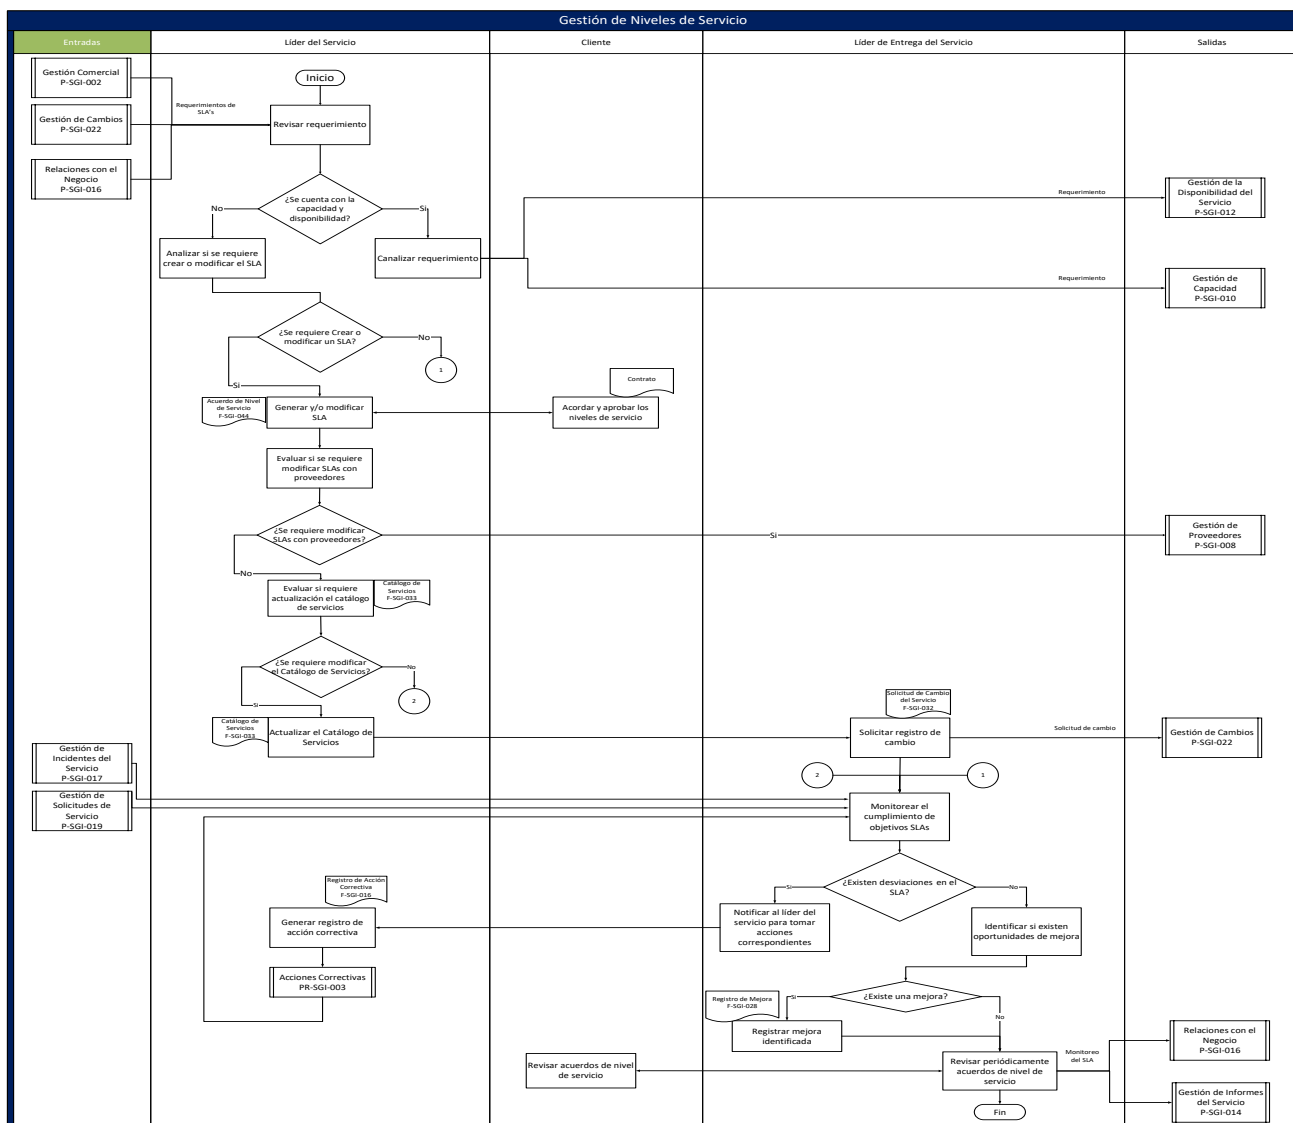 Gestión de Niveles de Servicio
Entradas
Líder del Servicio
Cliente
Líder de Entrega del Servicio
Salidas
Gestión Comercial
P-SGI-002
Inicio
Requerimientos de
SLA's
Gestión de Cambios
P-SGI-022
Revisar requerimiento
Relaciones con el
Negocio
P-SGI-016
¿Se cuenta con la
capacidad y
disponibilidad?
No
Si
Requerimiento
Gestión de la
Disponibilidad del
Servicio
P-SGI-012
Analizar si se requiere
crear o modificar el SLA
Canalizar requerimiento
Requerimiento
Gestión de
Capacidad
P-SGI-010
¿Se requiere Crear o
modificar un SLA?
No
1
Si
Contrato
Acuerdo de Nivel
de Servicio
F-SGI-044
Generar y/o modificar
SLA
Acordar y aprobar los
niveles de servicio
Evaluar si se requiere
modificar SLAs con
proveedores
¿Se requiere modificar
SLAs con proveedores?
Si
Gestión de
Proveedores
P-SGI-008
No
Evaluar si requiere
actualización el catálogo
de servicios
Catálogo de
Servicios
F-SGI-033
¿Se requiere modificar
el Catálogo de Servicios?
No
2
Si
Catálogo de
Servicios
F-SGI-033
Actualizar el Catálogo de
Servicios
Solicitud de Cambio
del Servicio
F-SGI-032
Solicitar registro de
cambio
Solicitud de cambio
Gestión de Cambios
P-SGI-022
Gestión de
Incidentes del
Servicio
P-SGI-017
2
1
Gestión de
Solicitudes de
Servicio
P-SGI-019
Monitorear el
cumplimiento de
objetivos SLAs
¿Existen desviaciones en el
SLA?
Si
No
Registro de Acción
Correctiva
F-SGI-016
Generar registro de
acción correctiva
Notificar al líder del
servicio para tomar
acciones
correspondientes
Identificar si existen
oportunidades de mejora
Acciones Correctivas
PR-SGI-003
¿Existe una mejora?
Si
No
Registro de Mejora
F-SGI-028
Registrar mejora
identificada
Revisar acuerdos de nivel
de servicio
Revisar periódicamente
acuerdos de nivel de
servicio
Monitoreo
del SLA
Relaciones con el
Negocio
P-SGI-016
Gestión de Informes
del Servicio
P-SGI-014
Fin